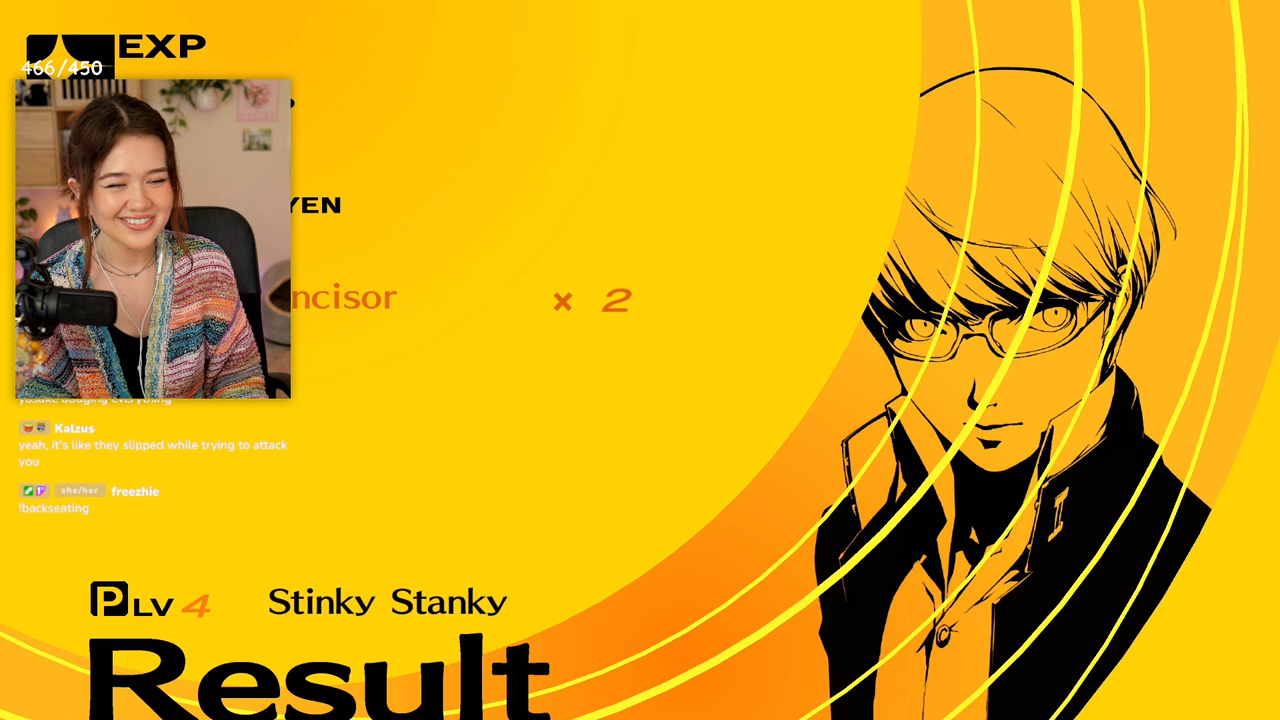 EXP
466/450
YEN
ncisor × 2
Kalzus
yeah, it's like they slipped while trying to attack
you
she/her freezhie
!backseating
P LV 4 Stinky Stanky
Result